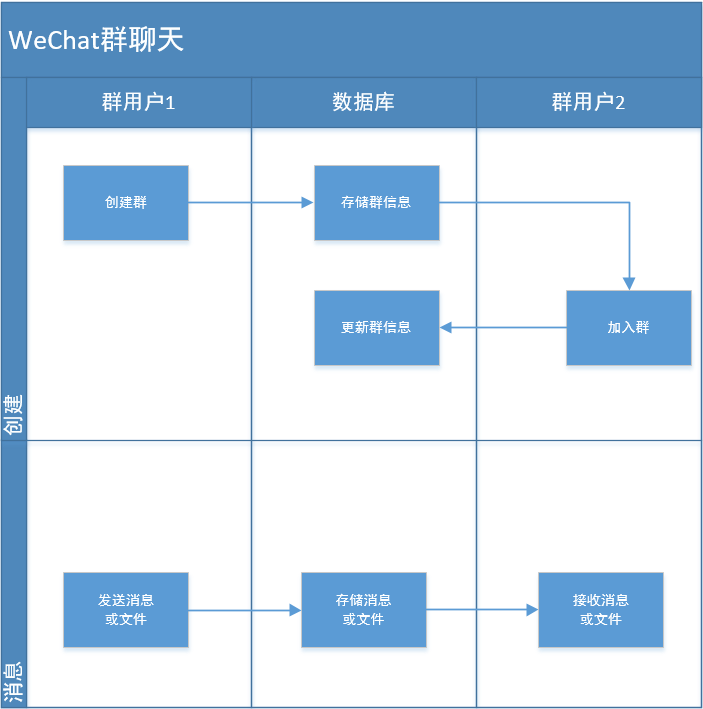 WeChat群聊天
群用户1
数据库
群用户2
创建群
存储群信息
更新群信息
加入群
创建
发送消息
或文件
存储消息
或文件
接收消息
或文件
消息